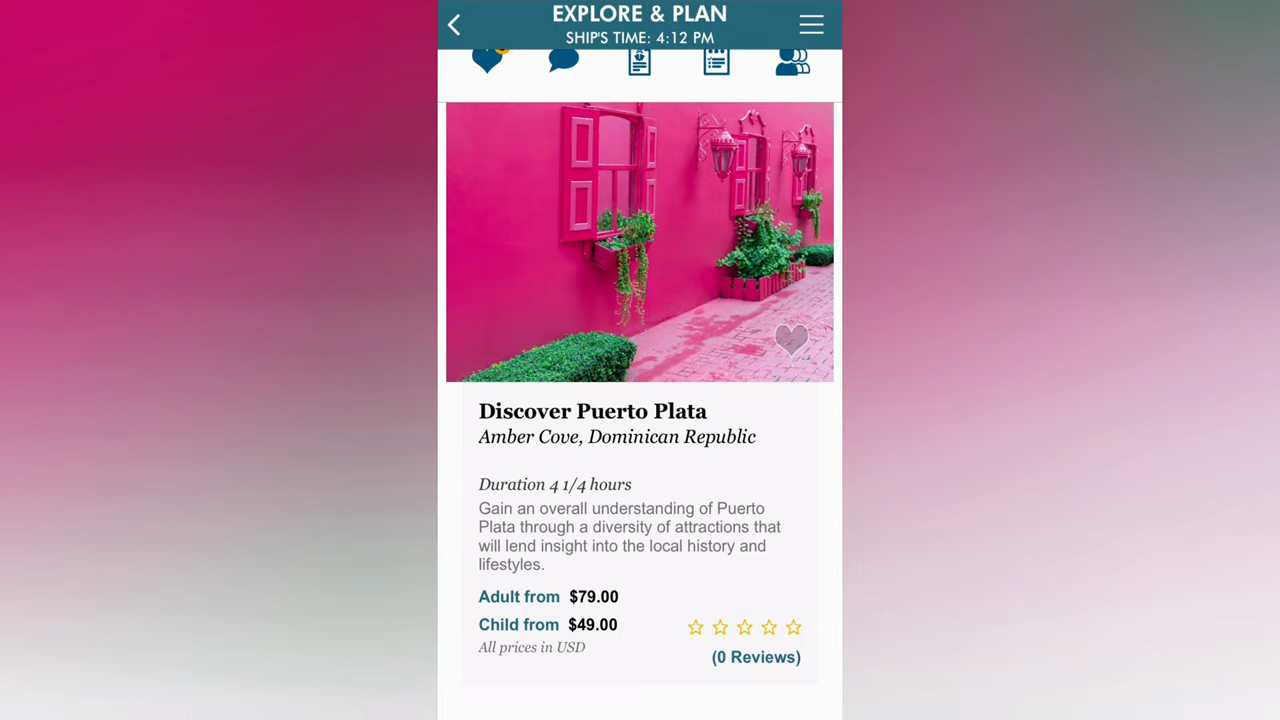 EXPLORE & PLAN
SHIP'S TIME: 4:12 PM
Discover Puerto Plata
Amber Cove, Dominican Republic
Duration 4 1/4 hours
Gain an overall understanding of Puerto
Plata through a diversity of attractions that
will lend insight into the local history and
lifestyles.
Adult from $79.00
Child from $49.00
All prices in USD
(0 Reviews)